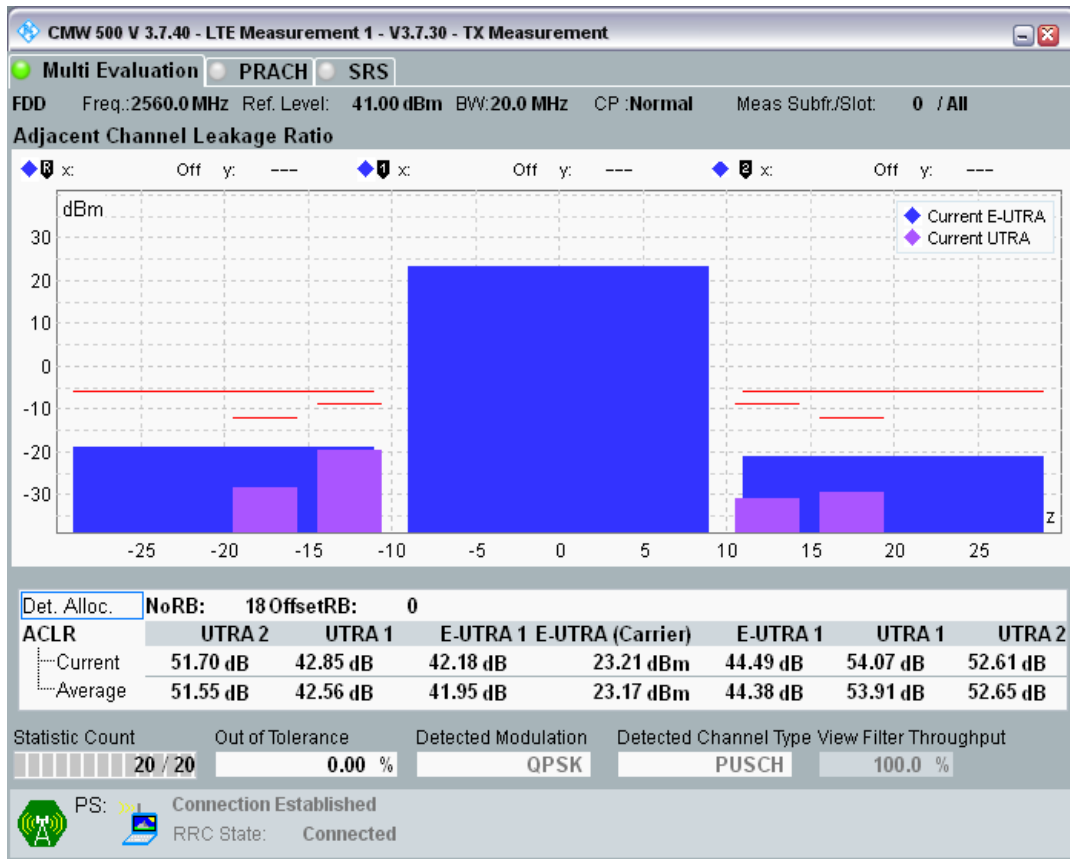 CMW 500 V 3.7.40 - LTE Measurement 1 - V3.7.30 - TX Measurement
Multi Evaluation PRACH SRS
FDD Freq.:2560.0 MHz Ref. Level: 41.00 dBm BW:20.0 MHz CP :Normal Meas Subfr./Slot: 0 / All
Adjacent Channel Leakage Ratio
R x: Off y: --- 1 x: Off y: --- 2 x: Off y: ---
dBm
Current E-UTRA
Current UTRA
30
20
10
0
-10
-20
-30
z
-25 -20 -15 -10 -5 0 5 10 15 20 25
Det. Alloc. NoRB: 18 OffsetRB: 0
ACLR UTRA 2 UTRA 1 E-UTRA 1 E-UTRA (Carrier) E-UTRA 1 UTRA 1 UTRA 2
Current 51.70 dB 42.85 dB 42.18 dB 23.21 dBm 44.49 dB 54.07 dB 52.61 dB
Average 51.55 dB 42.56 dB 41.95 dB 23.17 dBm 44.38 dB 53.91 dB 52.65 dB
Statistic Count Out of Tolerance Detected Modulation Detected Channel Type View Filter Throughput
20 / 20 0.00 % QPSK PUSCH 100.0 %
PS: Connection Established
RRC State: Connected